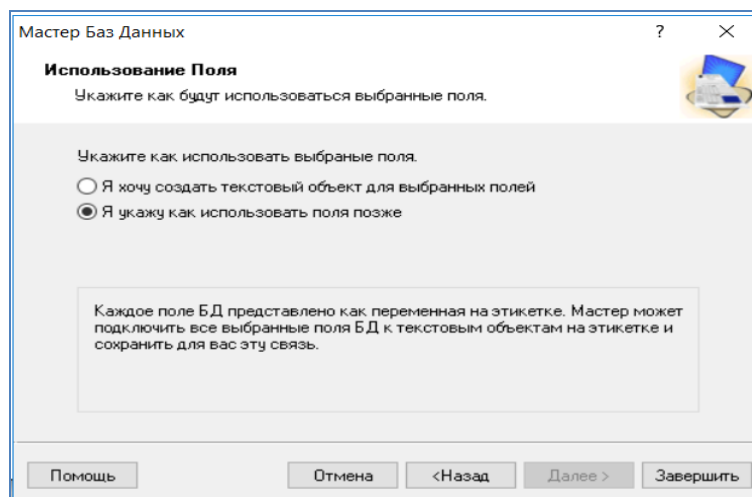 Мастер Баз Данных
?
Использование Поля
Укажите как будут использоваться выбранные поля.
Укажите как использовать выбраные поля.
Я хочу создать текстовый объект для выбранных полей
Я укажу как использовать поля позже
Каждое поле БД представлено как переменная на этикетке. Мастер может
подключить все выбранные поля БД к текстовым объектам на этикетке и
сохранить для вас эту связь.
Помощь Отмена <Назад Далее > Завершить